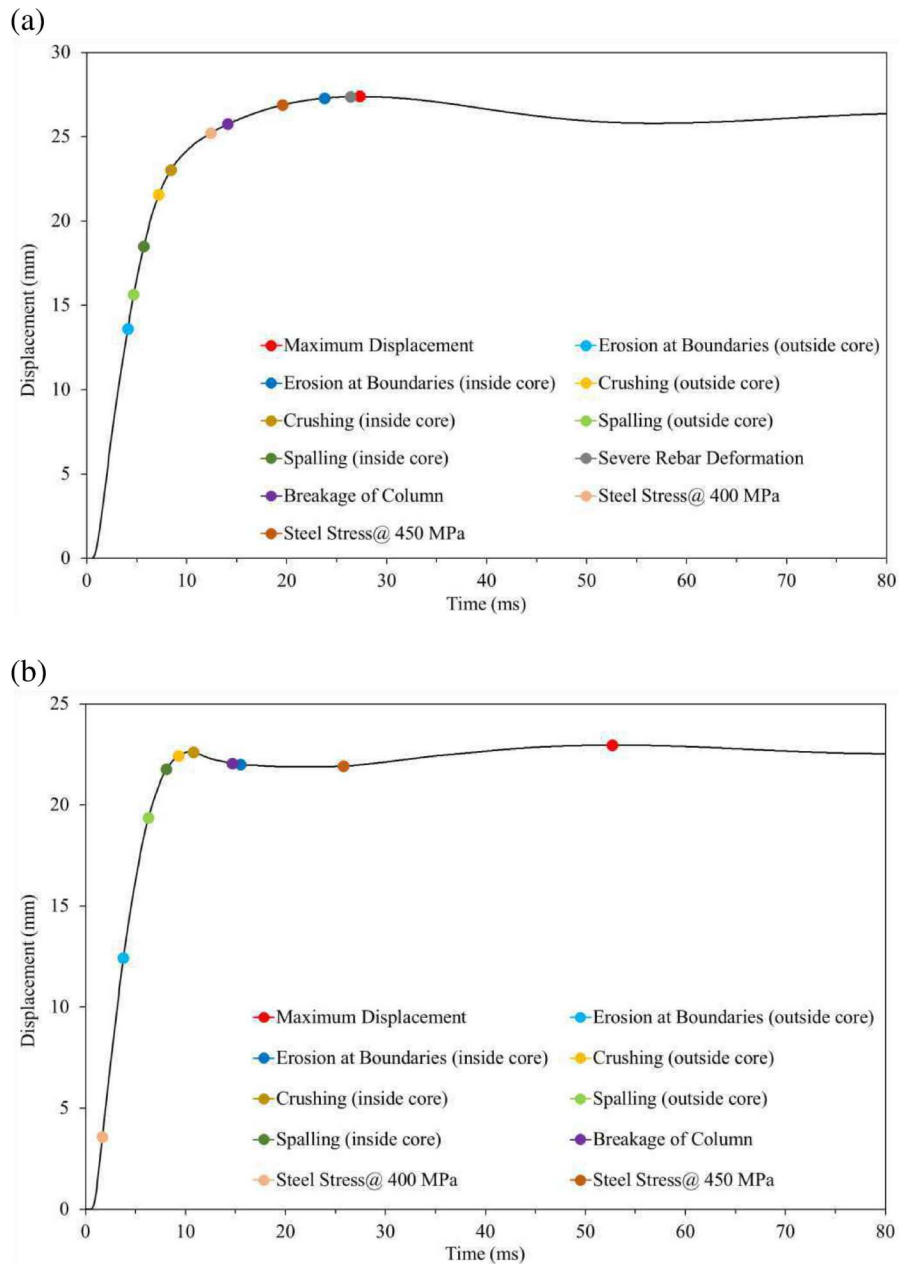 (a)
30
25
20
15
10
5
0
Displacement (mm)
Maximum Displacement
Erosion at Boundaries (outside core)
Erosion at Boundaries (inside core)
Crushing (outside core)
Crushing (inside core)
Spalling (outside core)
Spalling (inside core)
Severe Rebar Deformation
Breakage of Column
Steel Stress@ 400 MPa
Steel Stress@ 450 MPa
0 10 20 30 40 50 60 70 80
Time (ms)
(b)
25
20
15
10
5
0
Displacement (mm)
Maximum Displacement
Erosion at Boundaries (outside core)
Erosion at Boundaries (inside core)
Crushing (outside core)
Crushing (inside core)
Spalling (outside core)
Spalling (inside core)
Breakage of Column
Steel Stress@ 400 MPa
Steel Stress@ 450 MPa
0 10 20 30 40 50 60 70 80
Time (ms)